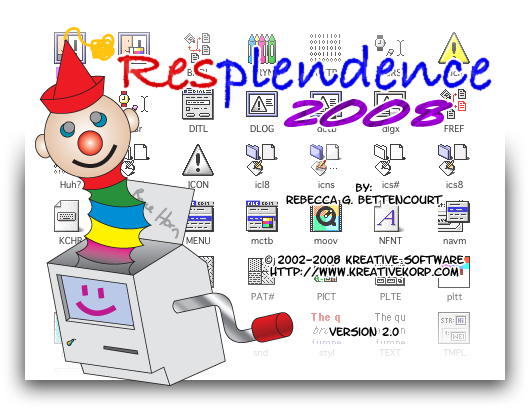 Resplendence
2008
DITL
DLOG
dctb
dlgx
FREF
Huh?
ICON
icl8
icns
ics#
ics8
BY:
REBECCA G. BETTENCOURT
KCHR
MENU
mctb
moov
NFNT
navm
© 2002-2008 KREATIVE SOFTWARE
HTTP://WWW.KREATIVEKORP.COM
PAT#
PICT
PLTE
pltt
VERSION 2.0
snd
styl
TEXT
TMPL